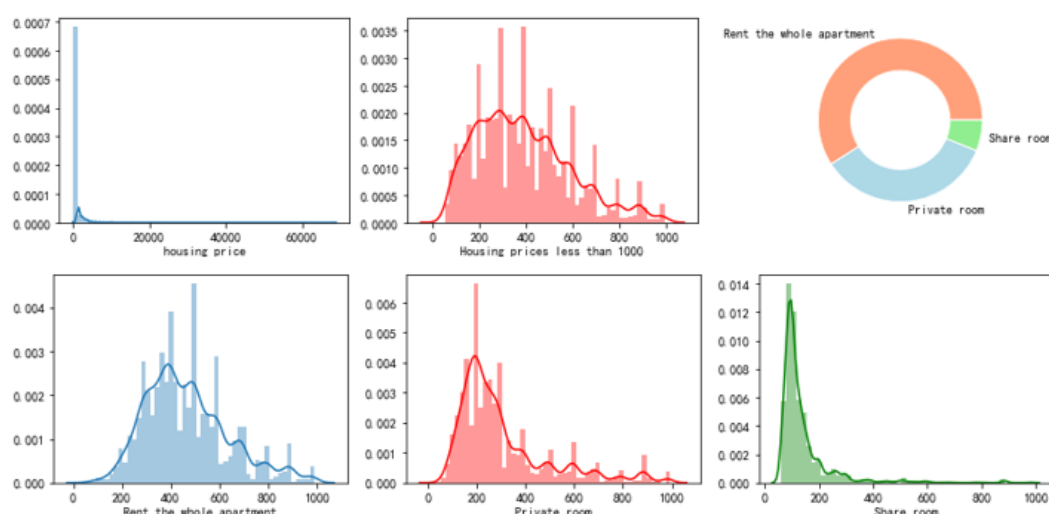 0.0007
0.0006
0.0005
0.0004
0.0003
0.0002
0.0001
0.0000
0 20000 40000 60000
housing price
0.0035
0.0030
0.0025
0.0020
0.0015
0.0010
0.0005
0.0000
0 200 400 600 800 1000
Housing prices less than 1000
Rent the whole apartment
Share room
Private room
0.004
0.003
0.002
0.001
0.000
0 200 400 600 800 1000
Rent the whole apartment
0.006
0.005
0.004
0.003
0.002
0.001
0.000
0 200 400 600 800 1000
Private room
0.014
0.012
0.010
0.008
0.006
0.004
0.002
0.000
0 200 400 600 800 1000
Share room